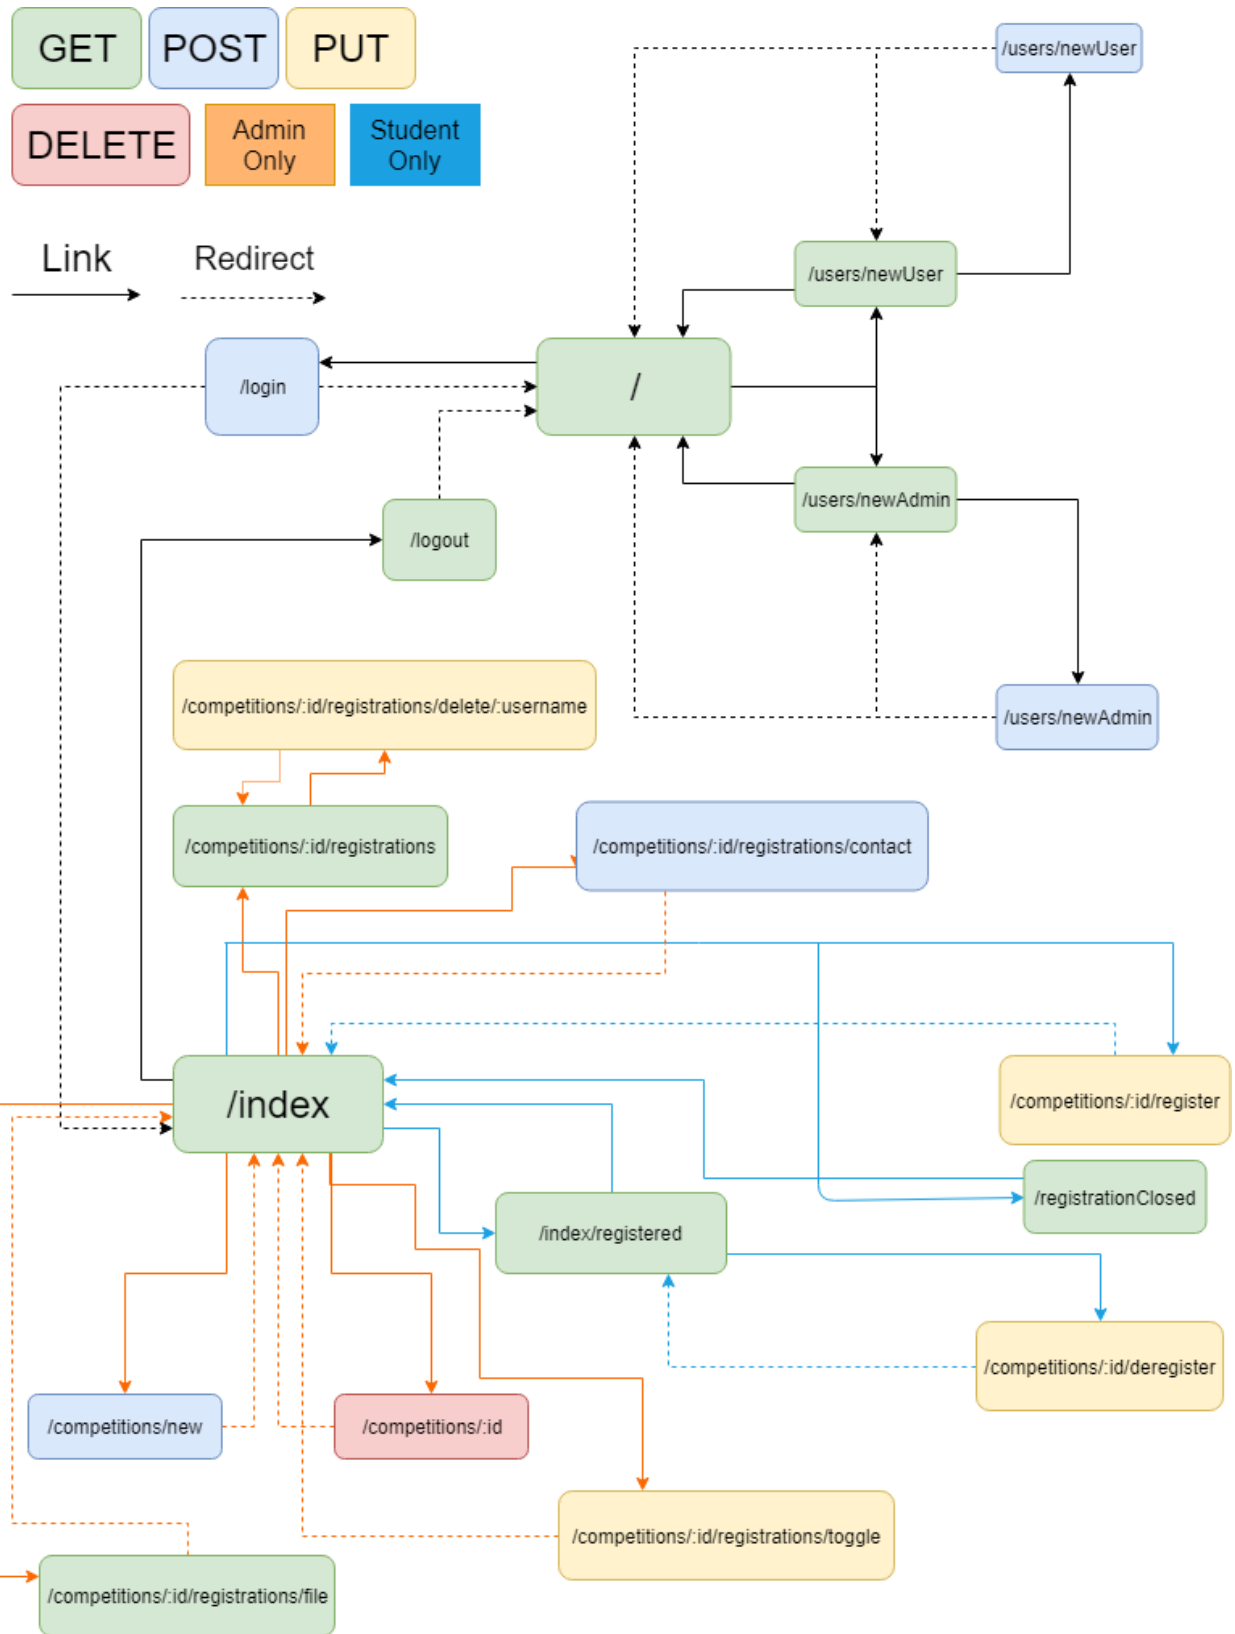 GET
POST
PUT
/users/newUser
DELETE
Admin
Only
Student
Only
Link
Redirect
/users/newUser
/login
/
/users/newAdmin
/logout
/competitions/:id/registrations/delete/:username
/users/newAdmin
/competitions/:id/registrations
/competitions/:id/registrations/contact
/index
/competitions/:id/register
/registrationClosed
/index/registered
/competitions/:id/deregister
/competitions/new
/competitions/:id
/competitions/:id/registrations/toggle
/competitions/:id/registrations/file